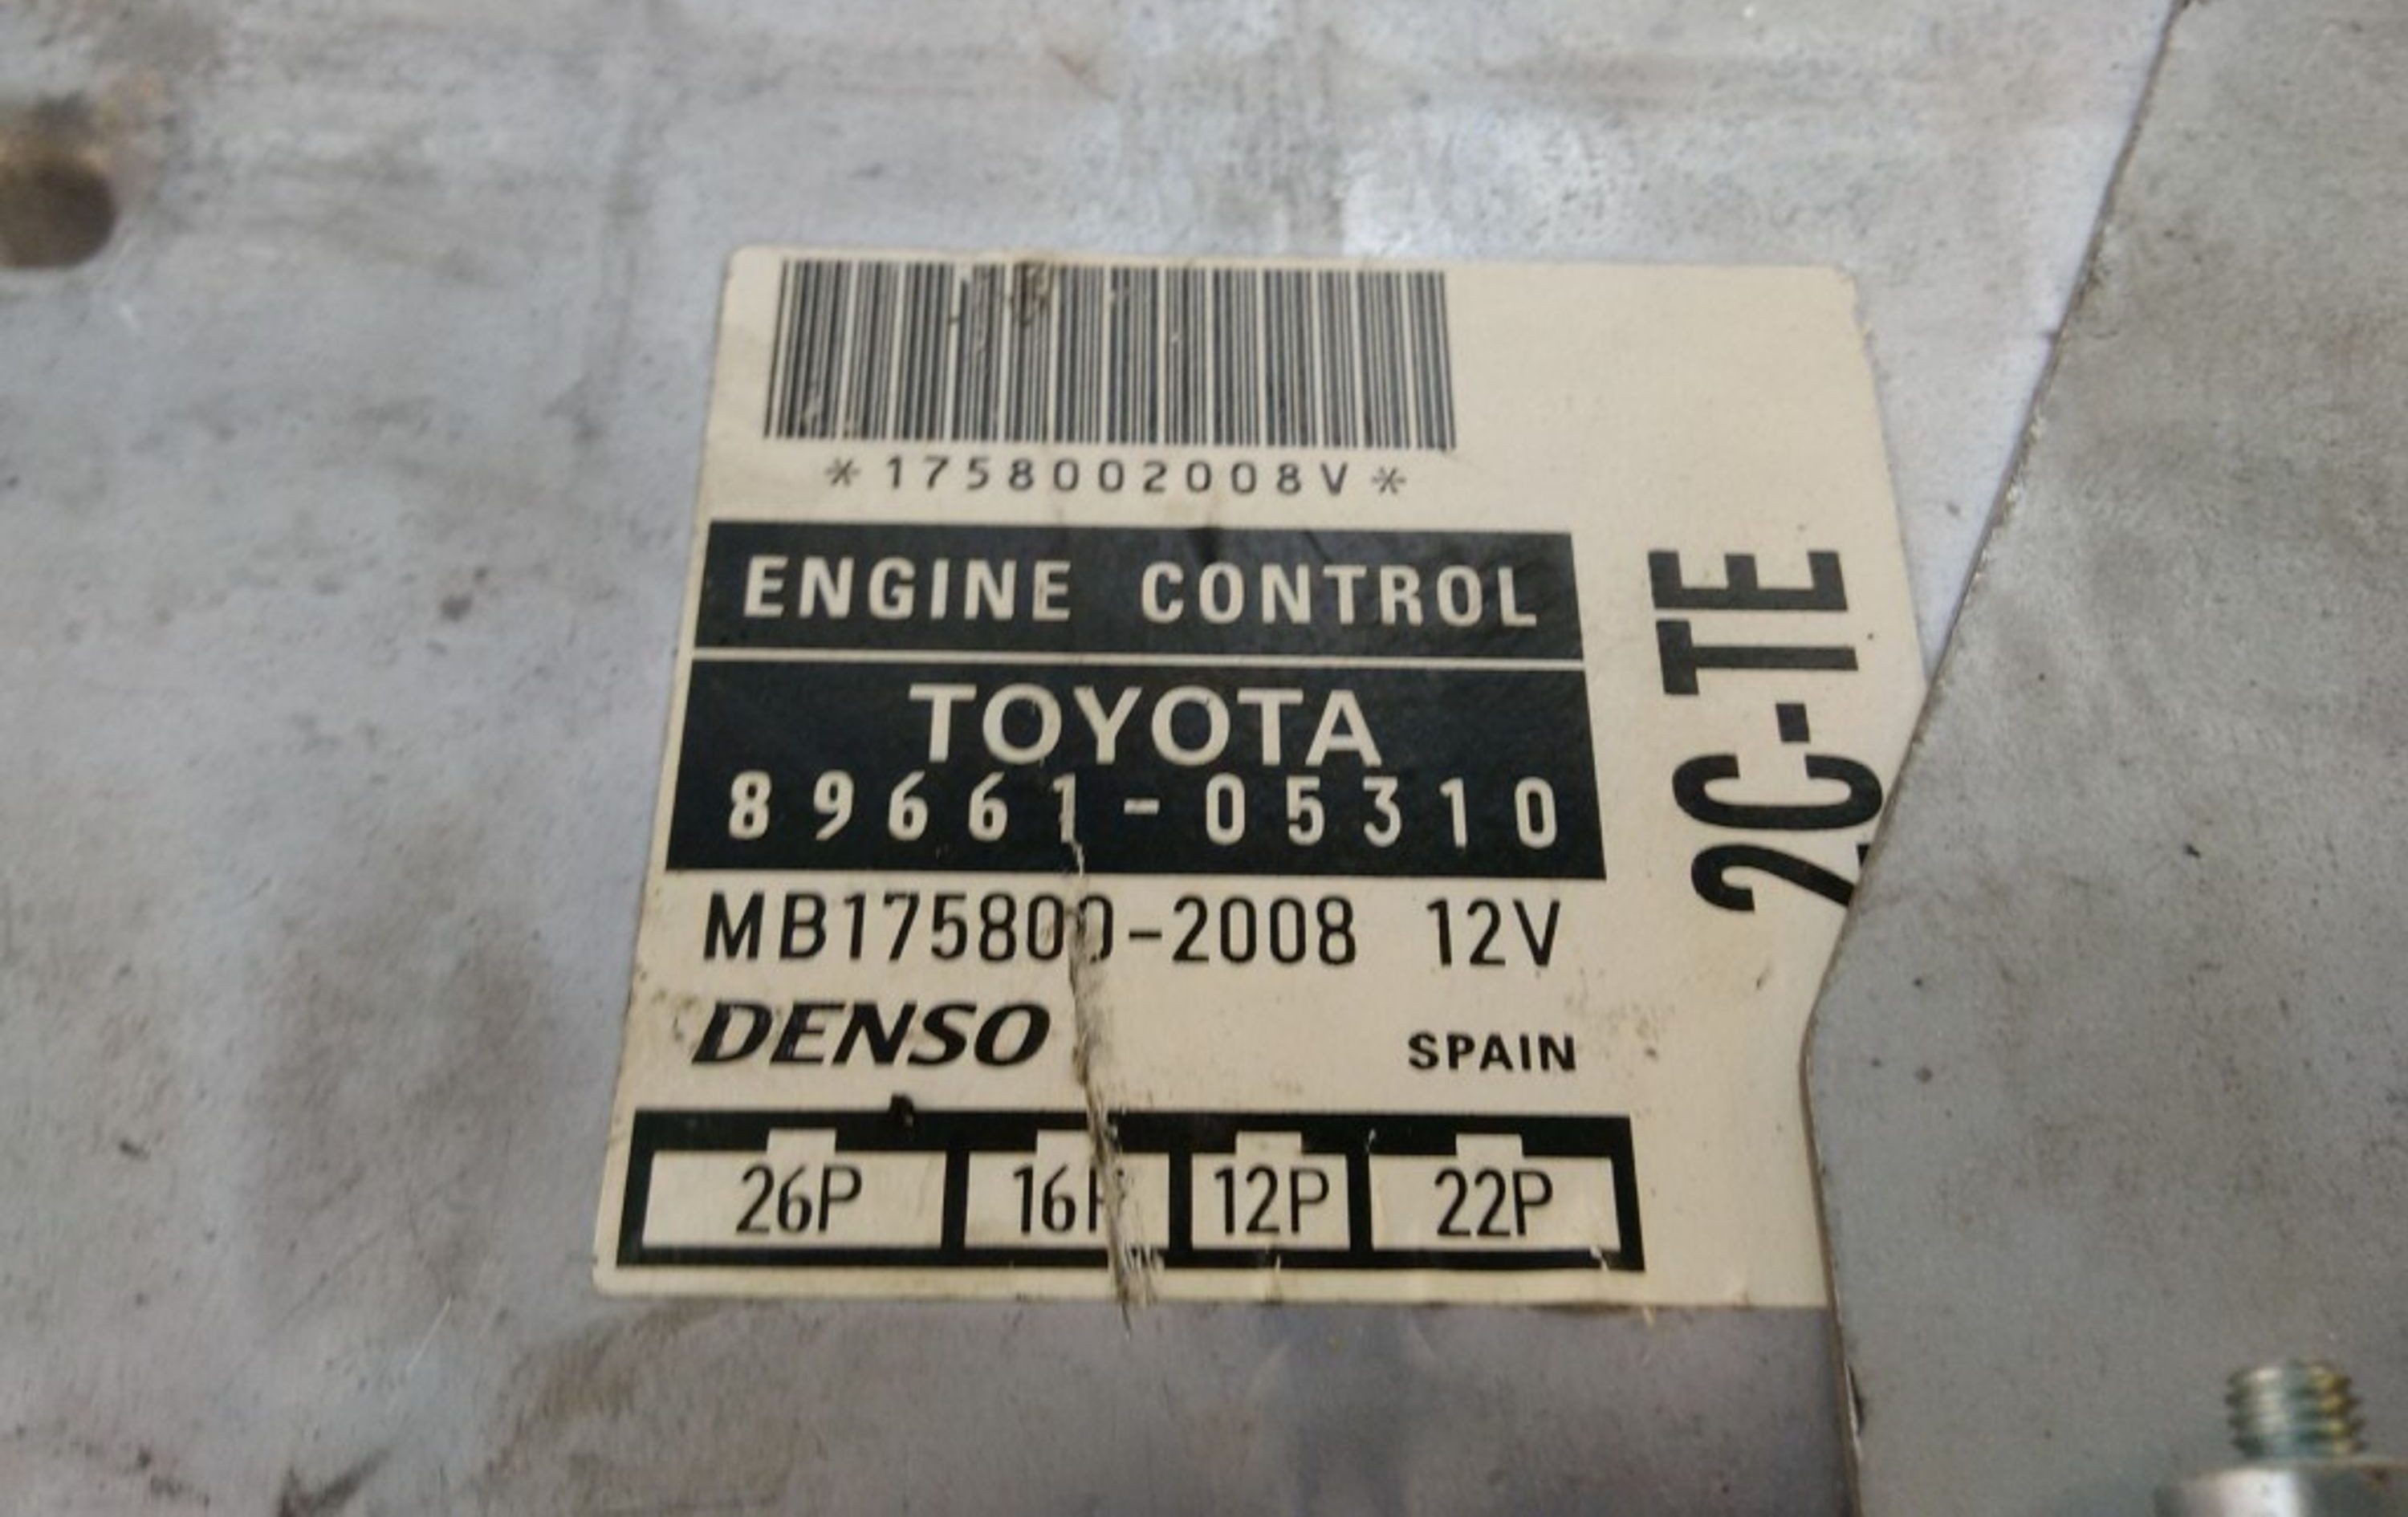 *1758002008V*
ENGINE CONTROL
TOYOTA
89661-05310
MB175800-2008 12V
DENSO SPAIN
26P 16P 12P 22P
2C-TE